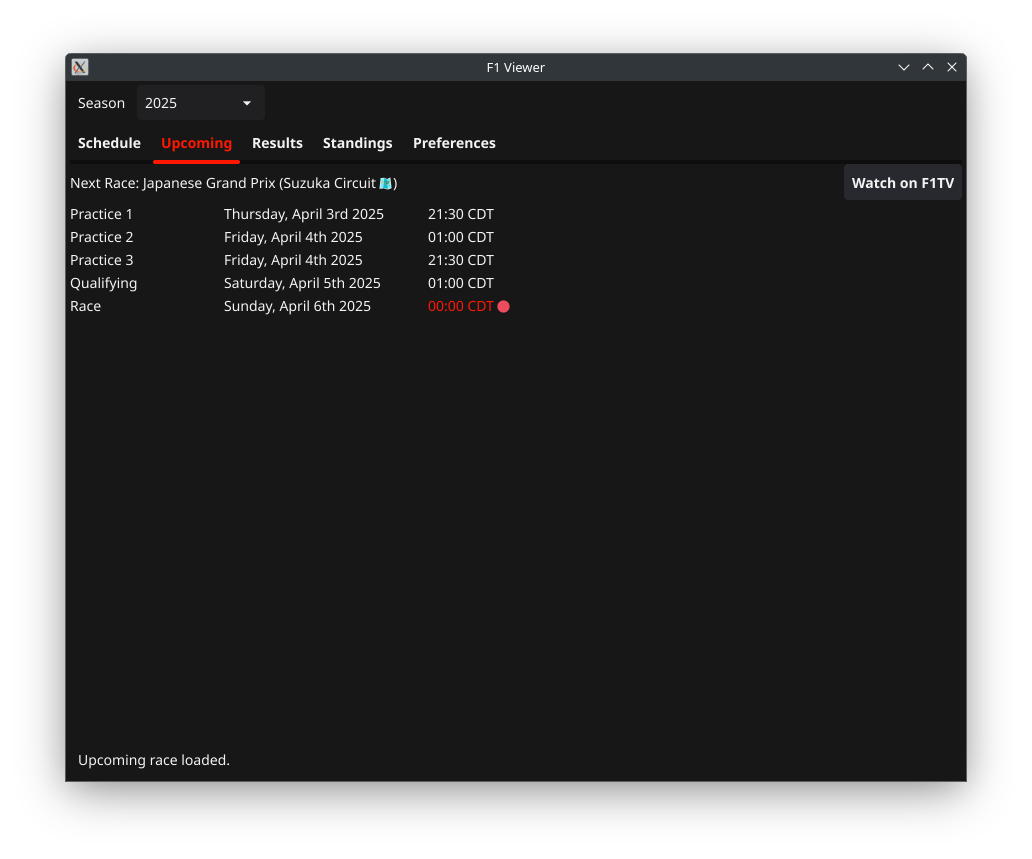 F1 Viewer
Season 2025
Schedule Upcoming Results Standings Preferences
Next Race: Japanese Grand Prix (Suzuka Circuit🗾) Watch on F1TV
Practice 1 Thursday, April 3rd 2025 21:30 CDT
Practice 2 Friday, April 4th 2025 01:00 CDT
Practice 3 Friday, April 4th 2025 21:30 CDT
Qualifying Saturday, April 5th 2025 01:00 CDT
Race Sunday, April 6th 2025 00:00 CDT
Upcoming race loaded.